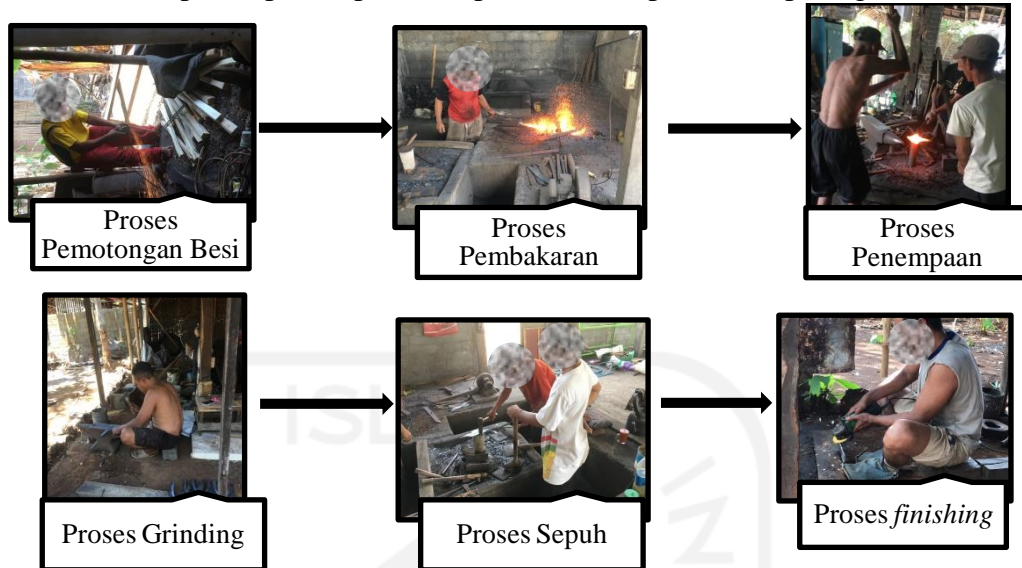 Proses
Pemotongan Besi
Proses
Pembakaran
Proses
Penempaan
Proses Grinding
Proses Sepuh
Proses finishing